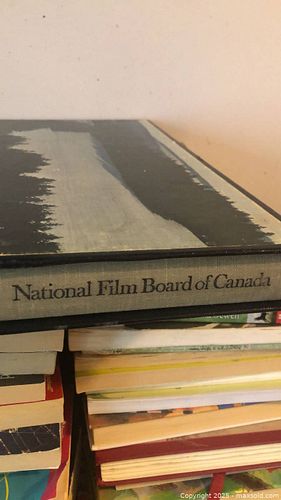 National Film Board of Canada
Copyright 2025 - maxsold.com